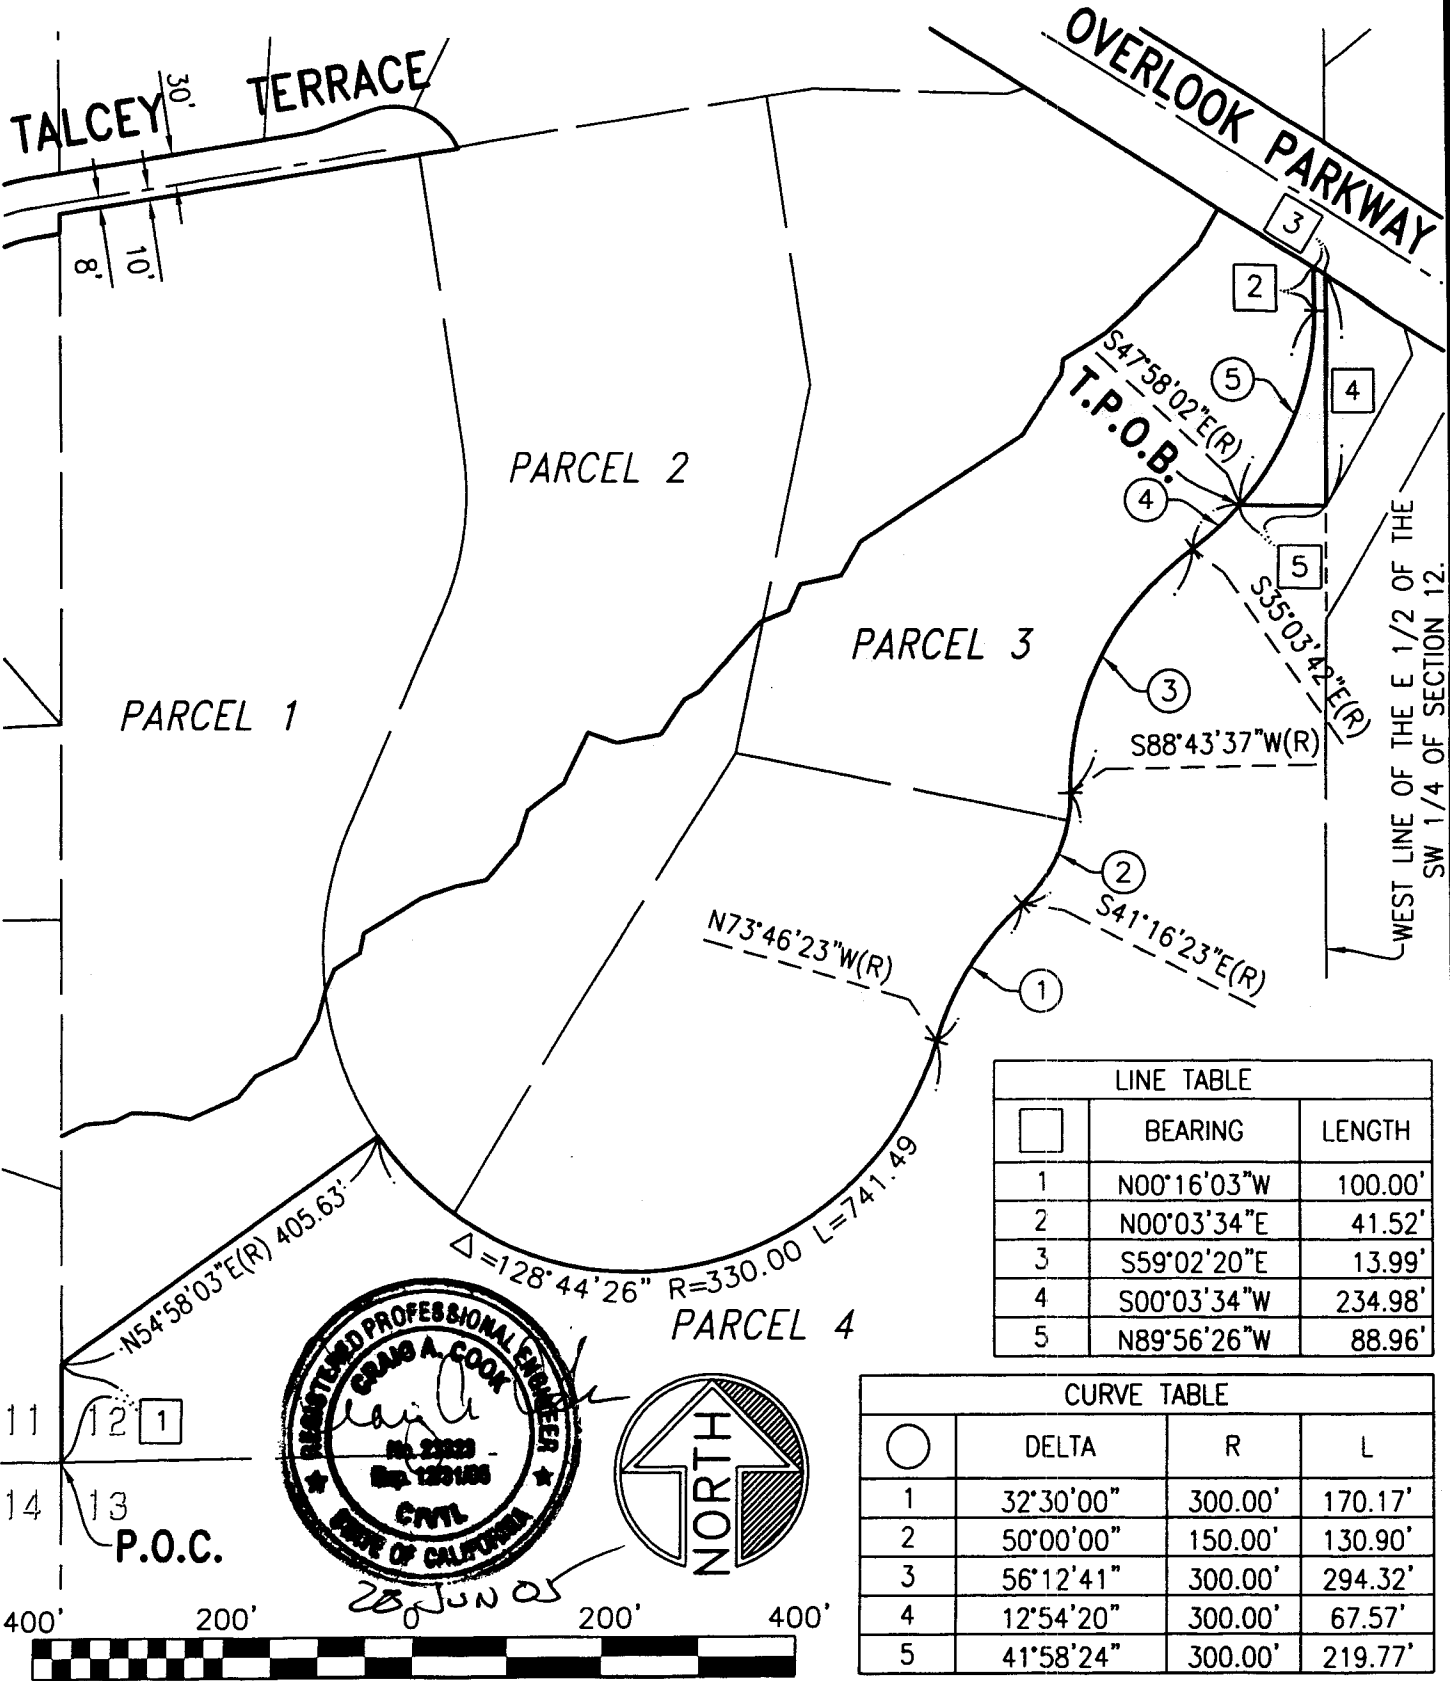 OVERLOOK PARKWAY
TALCEY TERRACE
30'
8'
10'
3
2
S47°58'02"E(R)
T.P.O.B.
5
4
PARCEL 2
4
5
S35°03'42"E(R)
PARCEL 3
3
S88°43'37"W(R)
WEST LINE OF THE E 1/2 OF THE
SW 1/4 OF SECTION 12.
PARCEL 1
2
S41°16'23"E(R)
N73°46'23"W(R)
1
N54°58'03"E(R) 405.63'
Δ=128°44'26" R=330.00 L=741.49
PARCEL 4
LINE TABLE
BEARING LENGTH
1 N00°16'03"W 100.00'
2 N00°03'34"E 41.52'
3 S59°02'20"E 13.99'
4 S00°03'34"W 234.98'
5 N89°56'26"W 88.96'
11 12 1
14 13
P.O.C.
REGISTERED PROFESSIONAL ENGINEER
CRAIG A. COOK
No. 23323
CIVIL
STATE OF CALIFORNIA
28 JUN 05
NORTH
CURVE TABLE
DELTA R L
1 32°30'00" 300.00' 170.17'
2 50°00'00" 150.00' 130.90'
3 56°12'41" 300.00' 294.32'
4 12°54'20" 300.00' 67.57'
5 41°58'24" 300.00' 219.77'
400' 200' 0 200' 400'